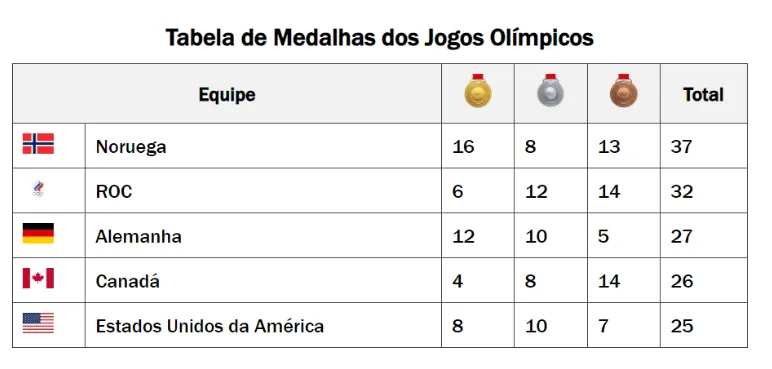 Tabela de Medalhas dos Jogos Olímpicos
Equipe Total
Noruega 16 8 13 37
ROC 6 12 14 32
Alemanha 12 10 5 27
Canadá 4 8 14 26
Estados Unidos da América 8 10 7 25